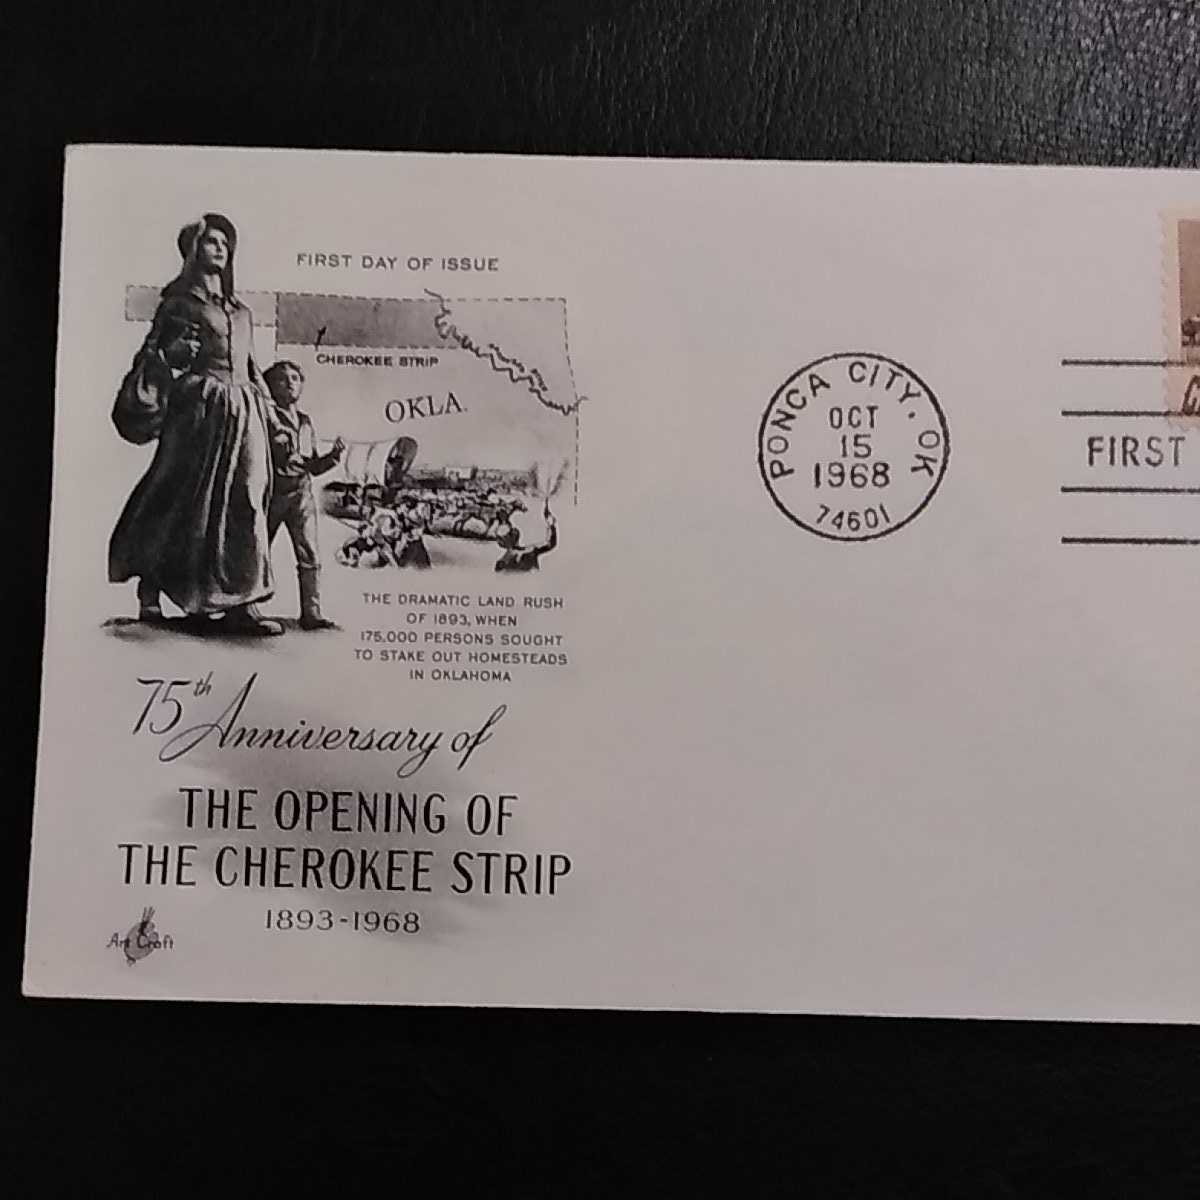 FIRST DAY OF ISSUE
CHEROKEE STRIP
OKLA.
THE DRAMATIC LAND RUSH
OF 1893, WHEN
175,000 PERSONS SOUGHT
TO STAKE OUT HOMESTEADS
IN OKLAHOMA
75th Anniversary of
THE OPENING OF
THE CHEROKEE STRIP
1893-1968
Art Craft
PONCA CITY, OK
OCT
15
1968
74601
FIRST